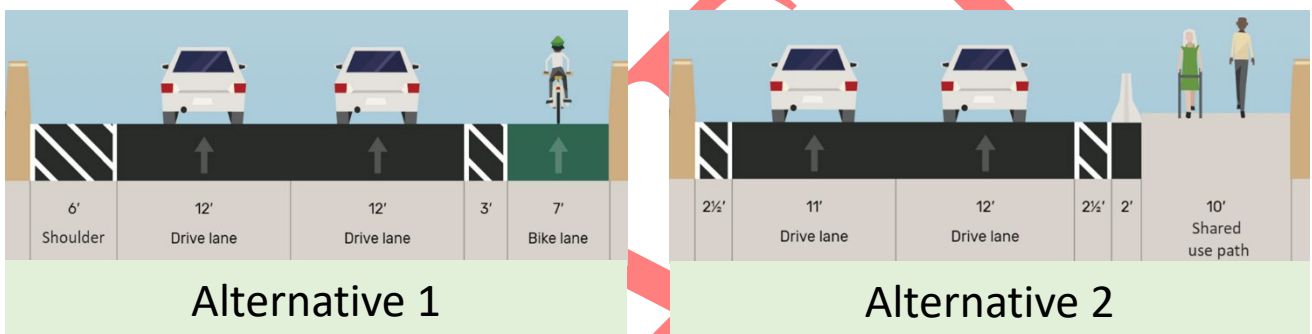 6' 12' 12' 3' 7'
Shoulder Drive lane Drive lane Bike lane
Alternative 1
2½' 11' 12' 2½' 2' 10'
Drive lane Drive lane Shared
use path
Alternative 2